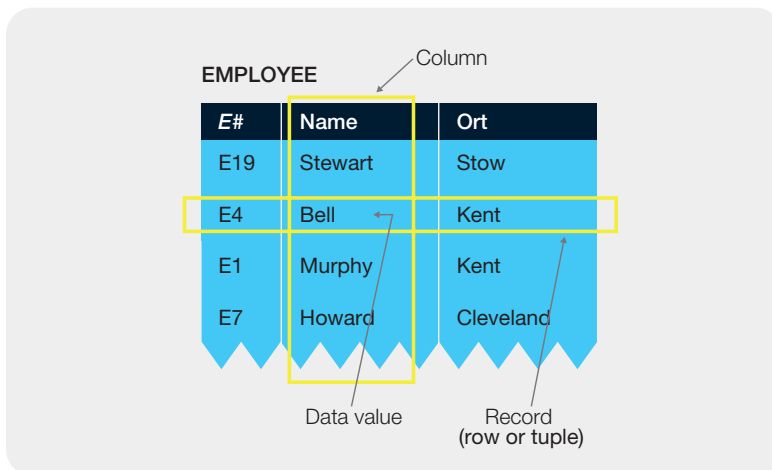 Column
EMPLOYEE
E# Name Ort
E19 Stewart Stow
E4 Bell Kent
E1 Murphy Kent
E7 Howard Cleveland
Data value Record
(row or tuple)